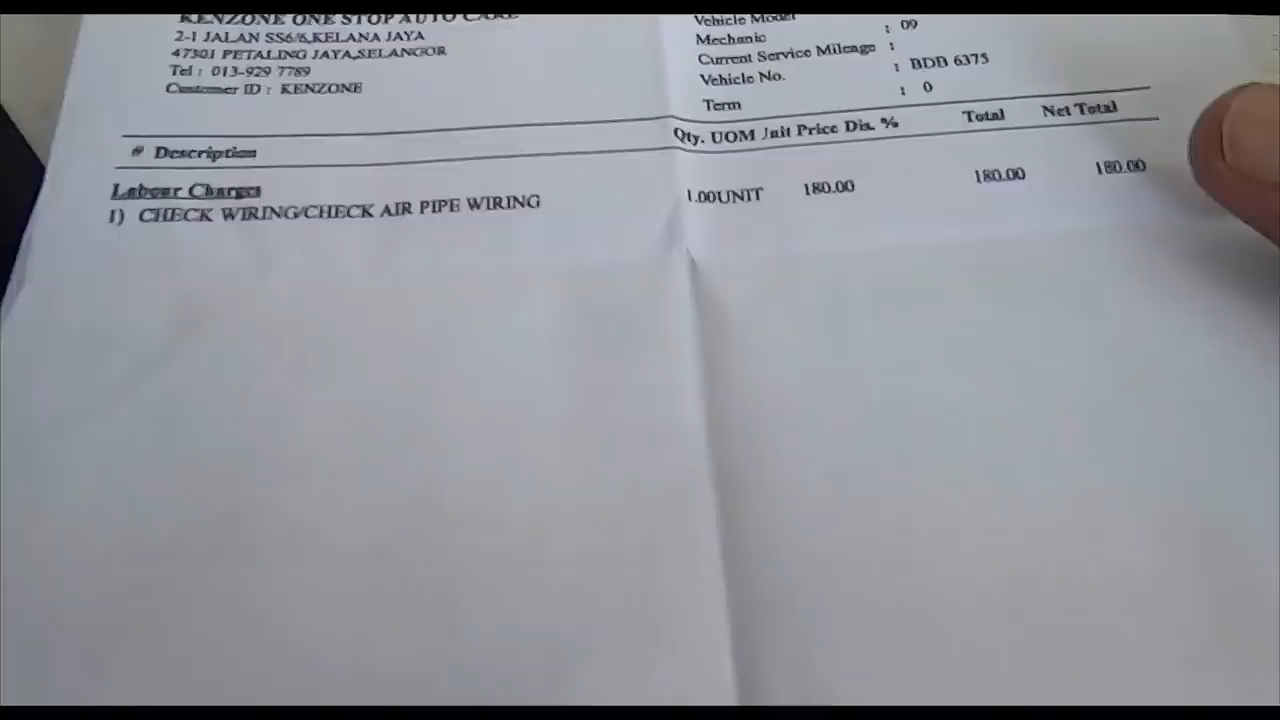 KENZONE ONE STOP AUTO CARE
2-1 JALAN SS6/6,KELANA JAYA
47301 PETALING JAYA,SELANGOR
Tel : 013-929 7789
Customer ID : KENZONE
Vehicle Model
Mechanic : 09
Current Service Mileage :
Vehicle No. : BDB 6375
Term : 0
# Description Qty. UOM Unit Price Dis. % Total Net Total
Labour Charges
1) CHECK WIRING/CHECK AIR PIPE WIRING 1.00UNIT 180.00 180.00 180.00